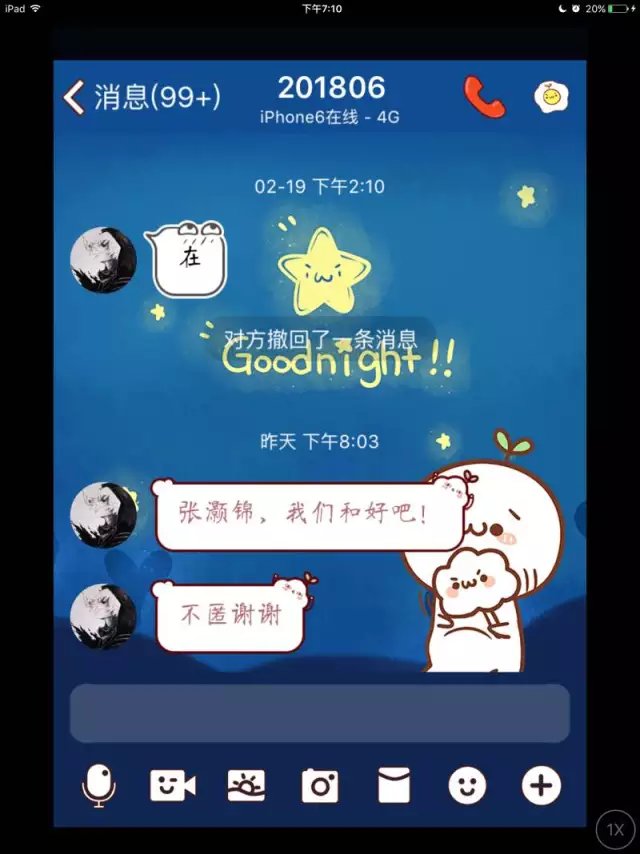 iPad 下午7:10 20%
消息(99+) 201806
iPhone6在线 - 4G
02-19 下午2:10
在
对方撤回了一条消息
Goodnight!!
昨天 下午8:03
张灏锦，我们和好吧！
不匿谢谢
1X